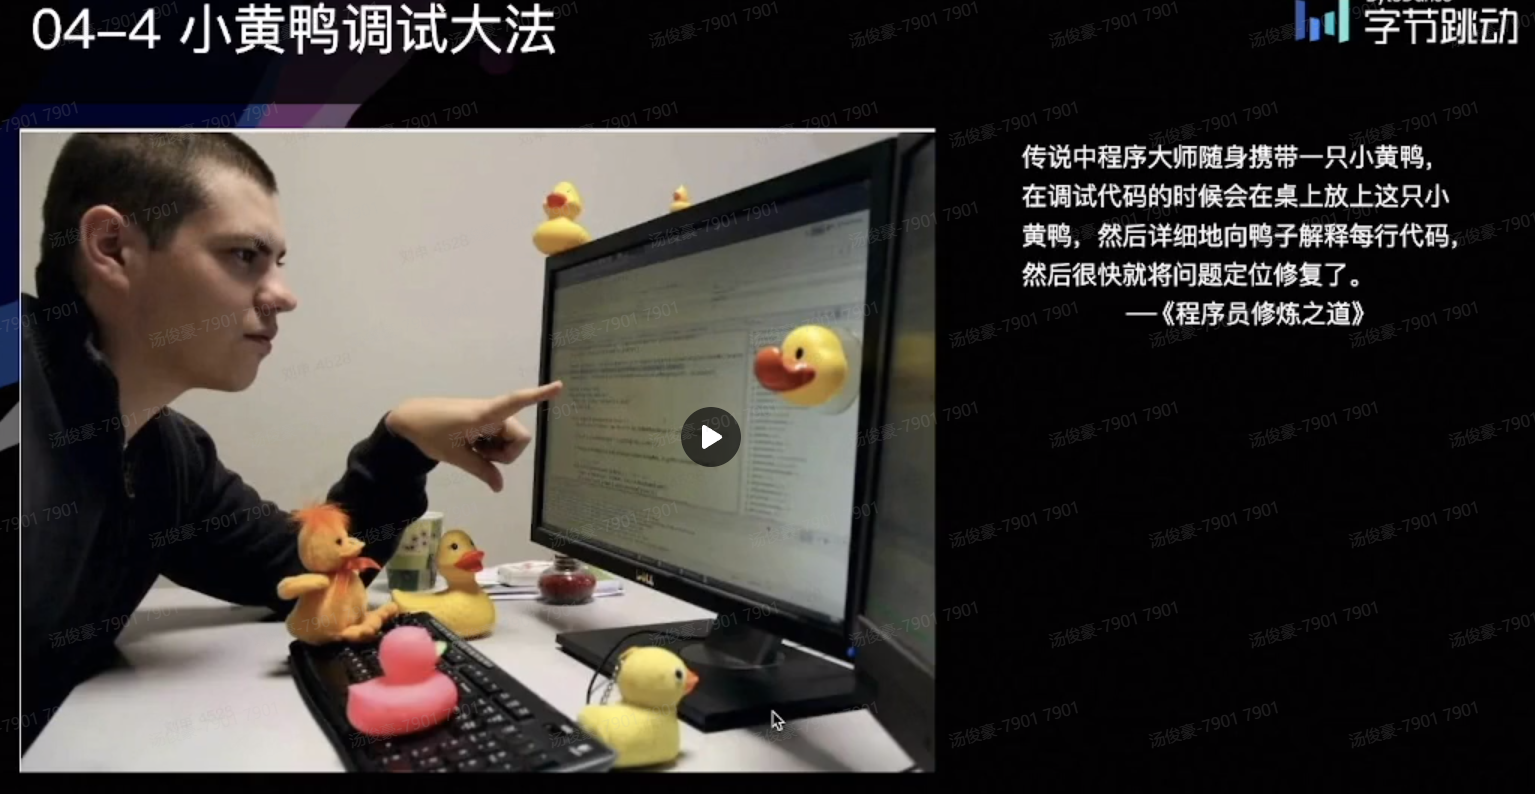 04–4 小黄鸭调试大法
字节跳动
传说中程序大师随身携带一只小黄鸭，
在调试代码的时候会在桌上放上这只小
黄鸭，然后详细地向鸭子解释每行代码，
然后很快就将问题定位修复了。
—《程序员修炼之道》
DELL
汤俊豪-7901 7901